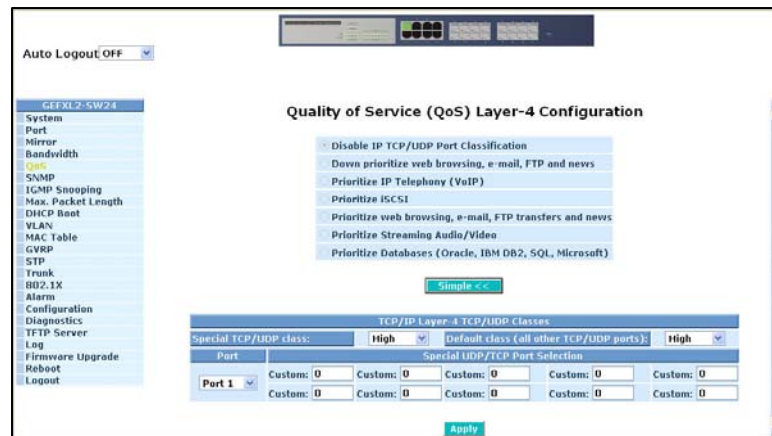 Auto Logout OFF
GEFXL2-SW24
System
Port
Mirror
Bandwidth
QoS
SNMP
IGMP Snooping
Max. Packet Length
DHCP Boot
VLAN
MAC Table
GVRP
STP
Trunk
802.1X
Alarm
Configuration
Diagnostics
TFTP Server
Log
Firmware Upgrade
Reboot
Logout
Quality of Service (QoS) Layer-4 Configuration
Disable IP TCP/UDP Port Classification
Down prioritize web browsing, e-mail, FTP and news
Prioritize IP Telephony (VoIP)
Prioritize iSCSI
Prioritize web browsing, e-mail, FTP transfers and news
Prioritize Streaming Audio/Video
Prioritize Databases (Oracle, IBM DB2, SQL, Microsoft)
Simple <<
TCP/IP Layer-4 TCP/UDP Classes
Special TCP/UDP class: High Default class (all other TCP/UDP ports): High
Port Special UDP/TCP Port Selection
Port 1
Custom: 0 Custom: 0 Custom: 0 Custom: 0 Custom: 0
Custom: 0 Custom: 0 Custom: 0 Custom: 0 Custom: 0
Apply